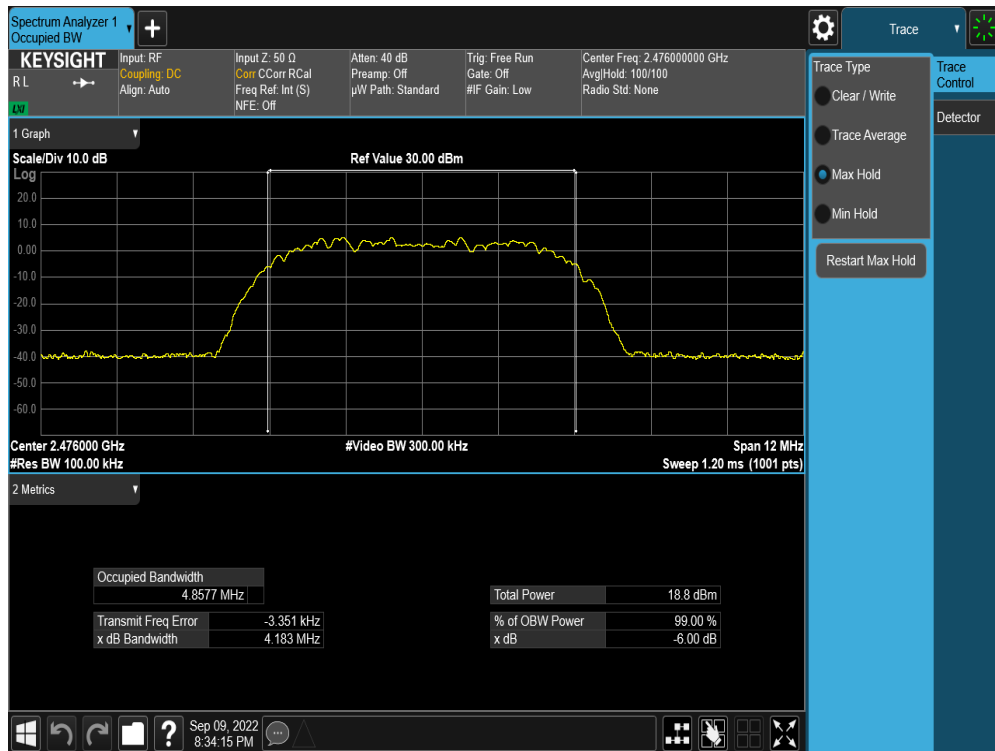 Spectrum Analyzer 1
Occupied BW
+
Trace
KEYSIGHT
R L
LXI
Input: RF
Coupling: DC
Align: Auto
Input Z: 50 Ω
Corr CCorr RCal
Freq Ref: Int (S)
NFE: Off
Atten: 40 dB
Preamp: Off
µW Path: Standard
Trig: Free Run
Gate: Off
#IF Gain: Low
Center Freq: 2.476000000 GHz
Avg|Hold: 100/100
Radio Std: None
Trace Type
Clear / Write
Trace Average
Max Hold
Min Hold
Restart Max Hold
Trace
Control
Detector
1 Graph
Scale/Div 10.0 dB
Ref Value 30.00 dBm
Log
20.0
10.0
0.00
-10.0
-20.0
-30.0
-40.0
-50.0
-60.0
Center 2.476000 GHz
#Video BW 300.00 kHz
Span 12 MHz
#Res BW 100.00 kHz
Sweep 1.20 ms (1001 pts)
2 Metrics
Occupied Bandwidth
4.8577 MHz
Total Power 18.8 dBm
Transmit Freq Error -3.351 kHz
% of OBW Power 99.00 %
x dB Bandwidth 4.183 MHz
x dB -6.00 dB
?
Sep 09, 2022
8:34:15 PM